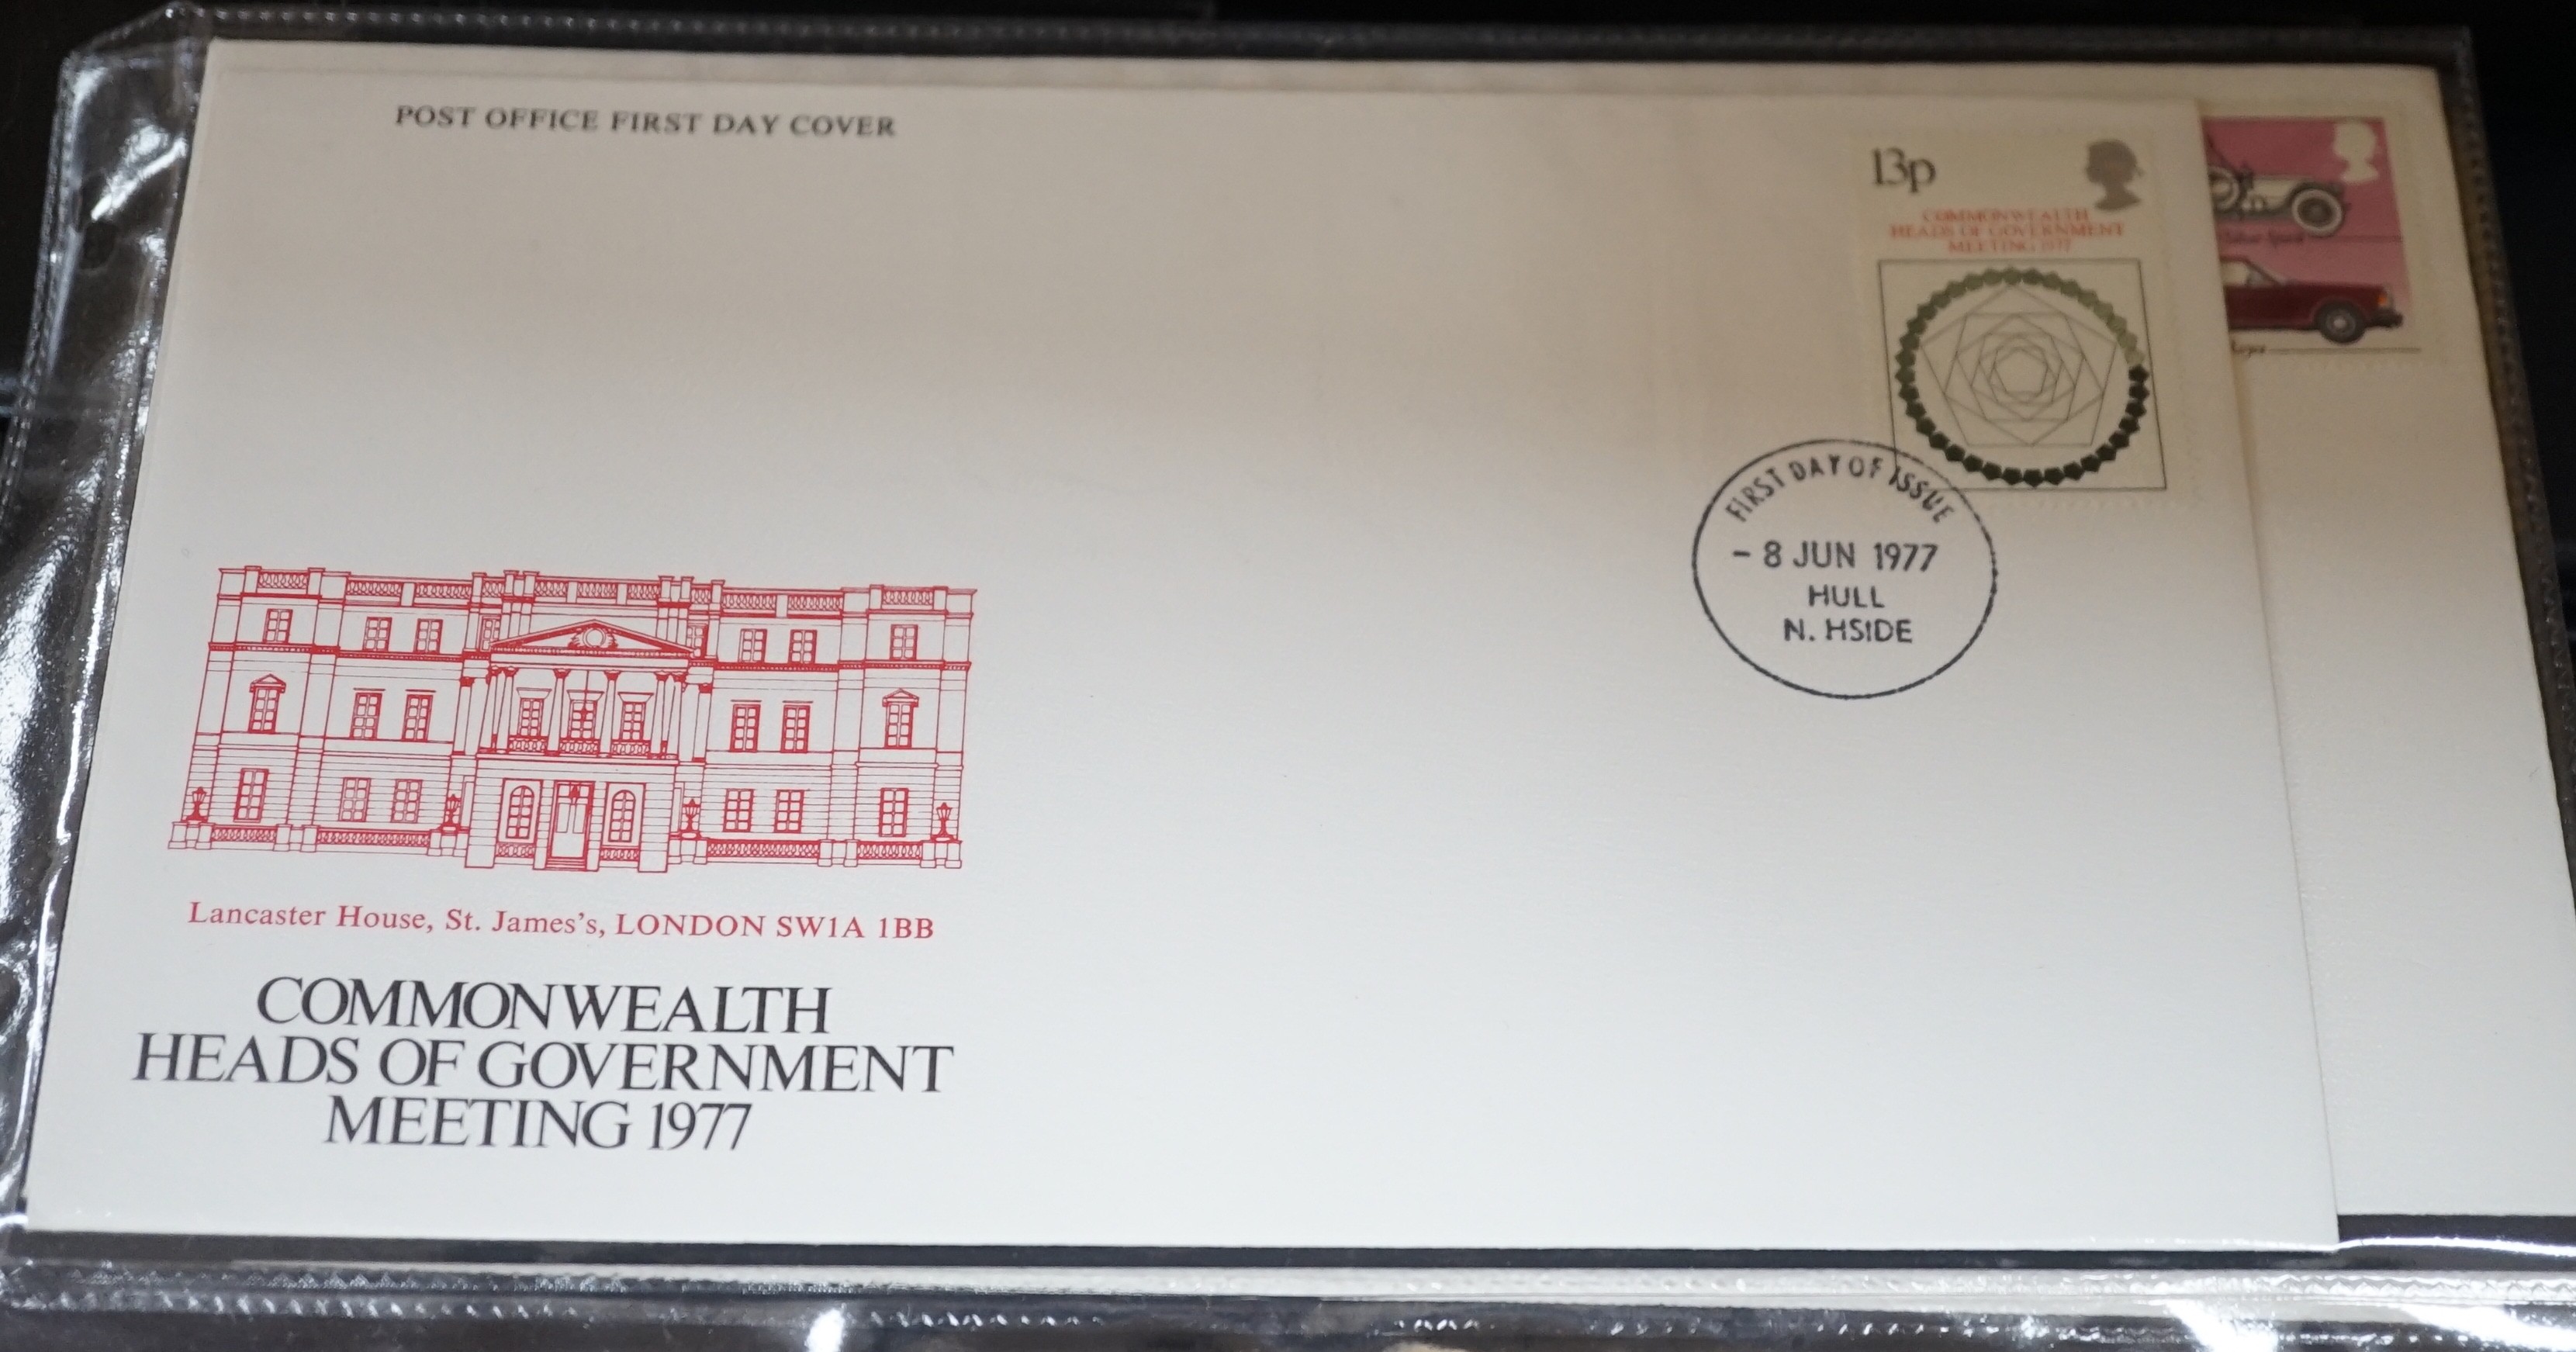 POST OFFICE FIRST DAY COVER
13p
COMMONWEALTH
HEADS OF GOVERNMENT
MEETING 1977
FIRST DAY OF ISSUE
- 8 JUN 1977
HULL
N. HSIDE
Lancaster House, St. James's, LONDON SW1A 1BB
COMMONWEALTH
HEADS OF GOVERNMENT
MEETING 1977